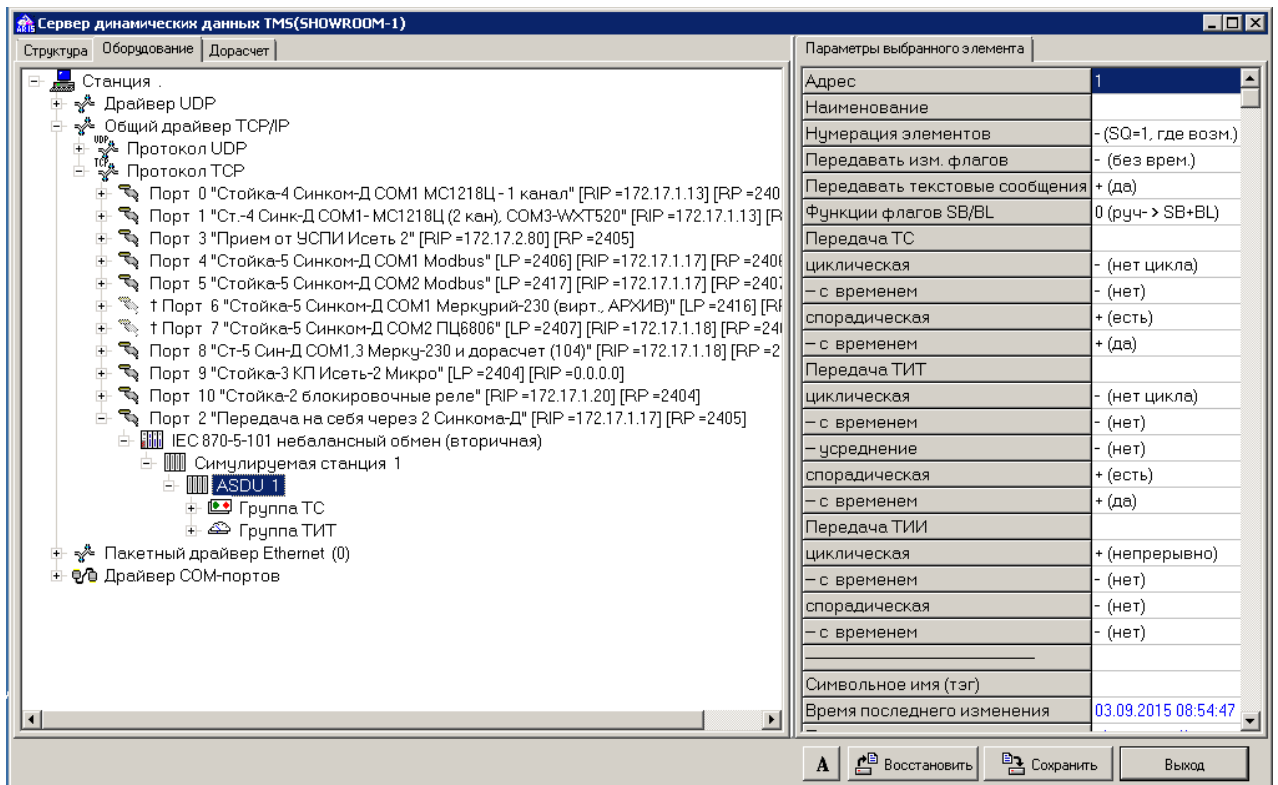 Сервер динамических данных TMS(SHOWROOM-1)
Структура Оборудование Дорасчет
Станция .
Драйвер UDP
Общий драйвер TCP/IP
UDP Протокол UDP
TCP Протокол TCP
Порт 0 "Стойка-4 Синком-Д COM1 МС1218Ц - 1 канал" [RIP =172.17.1.13] [RP =240
Порт 1 "Ст.-4 Синк-Д COM1- МС1218Ц (2 кан), COM3-WXT520" [RIP =172.17.1.13] [R
Порт 3 "Прием от УСПИ Исеть 2" [RIP =172.17.2.80] [RP =2405]
Порт 4 "Стойка-5 Синком-Д COM1 Modbus" [LP =2406] [RIP =172.17.1.17] [RP =2406
Порт 5 "Стойка-5 Синком-Д COM2 Modbus" [LP =2417] [RIP =172.17.1.17] [RP =2407
† Порт 6 "Стойка-5 Синком-Д COM1 Меркурий-230 (вирт., АРХИВ)" [LP =2416] [RI
† Порт 7 "Стойка-5 Синком-Д COM2 ПЦ6806" [LP =2407] [RIP =172.17.1.18] [RP =24
Порт 8 "Ст-5 Син-Д COM1,3 Мерку-230 и дорасчет (104)" [RIP =172.17.1.18] [RP =2
Порт 9 "Стойка-3 КП Исеть-2 Микро" [LP =2404] [RIP =0.0.0.0]
Порт 10 "Стойка-2 блокировочные реле" [RIP =172.17.1.20] [RP =2404]
Порт 2 "Передача на себя через 2 Синкома-Д" [RIP =172.17.1.17] [RP =2405]
IEC 870-5-101 небалансный обмен (вторичная)
Симулируемая станция 1
ASDU 1
Группа ТС
Группа ТИТ
Пакетный драйвер Ethernet (0)
Драйвер COM-портов
Параметры выбранного элемента
Адрес 1
Наименование
Нумерация элементов - (SQ=1, где возм.)
Передавать изм. флагов - (без врем.)
Передавать текстовые сообщения + (да)
Функции флагов SB/BL 0 (руч-> SB+BL)
Передача ТС
циклическая - (нет цикла)
– с временем - (нет)
спорадическая + (есть)
– с временем + (да)
Передача ТИТ
циклическая - (нет цикла)
– с временем - (нет)
– усреднение - (нет)
спорадическая + (есть)
– с временем + (да)
Передача ТИИ
циклическая + (непрерывно)
– с временем - (нет)
спорадическая - (нет)
– с временем - (нет)
Символьное имя (тэг)
Время последнего изменения 03.09.2015 08:54:47
A Восстановить Сохранить Выход